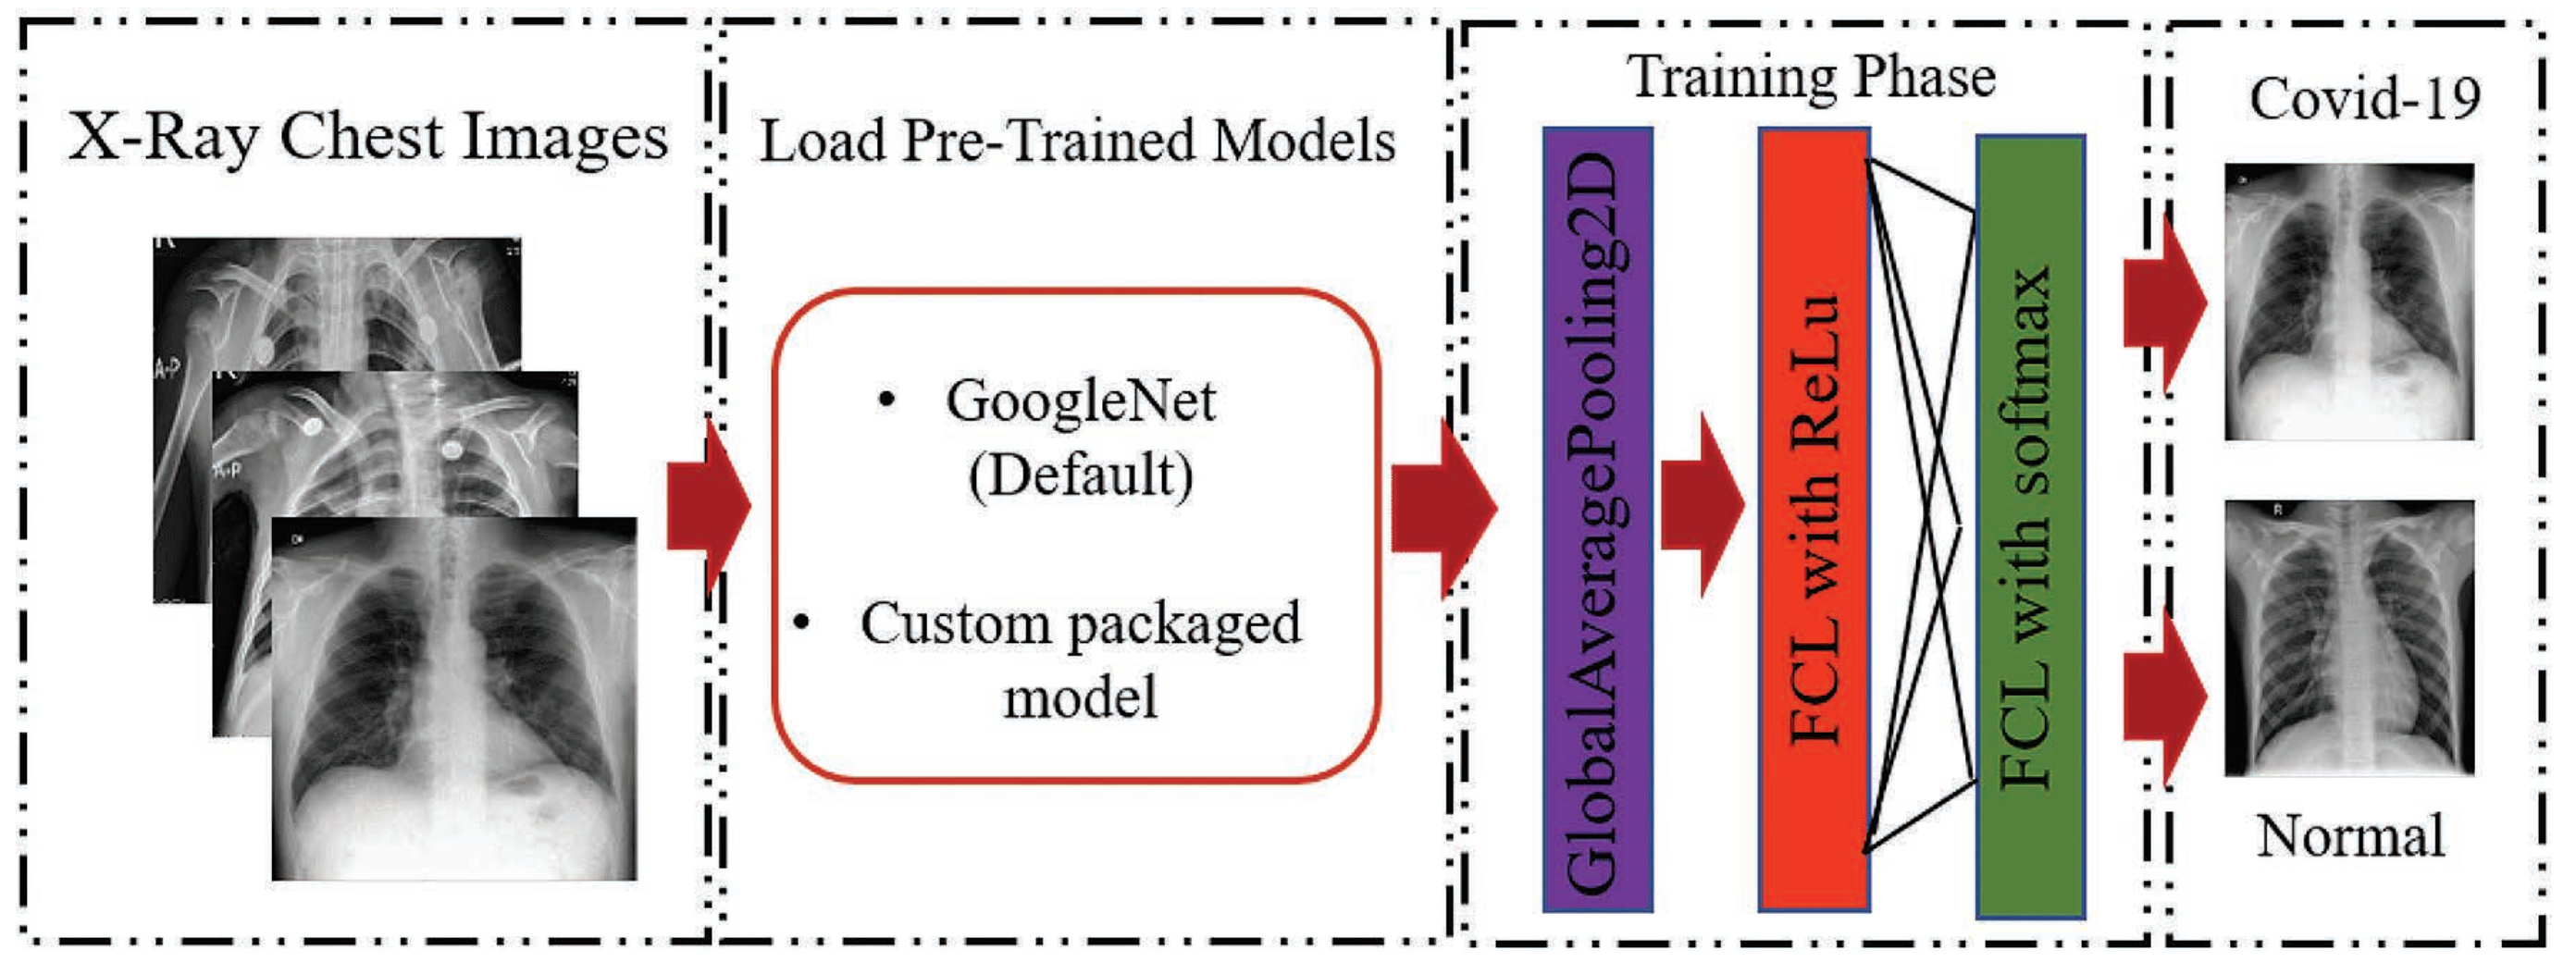 X-Ray Chest Images
R
A-P
R
A-P
Load Pre-Trained Models
• GoogleNet
(Default)
• Custom packaged
model
Training Phase
GlobalAveragePooling2D
FCL with ReLu
FCL with softmax
Covid-19
R
Normal